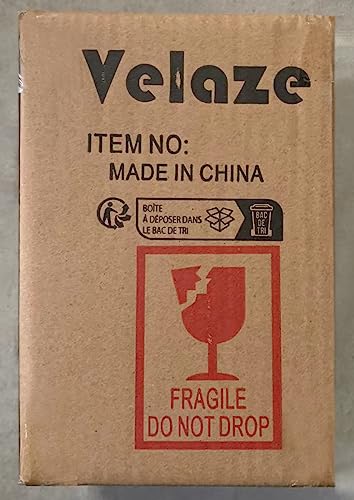 Velaze
ITEM NO:
MADE IN CHINA
BOÎTE
À DÉPOSER DANS
LE BAC DE TRI
BAC
DE
TRI
FRAGILE
DO NOT DROP